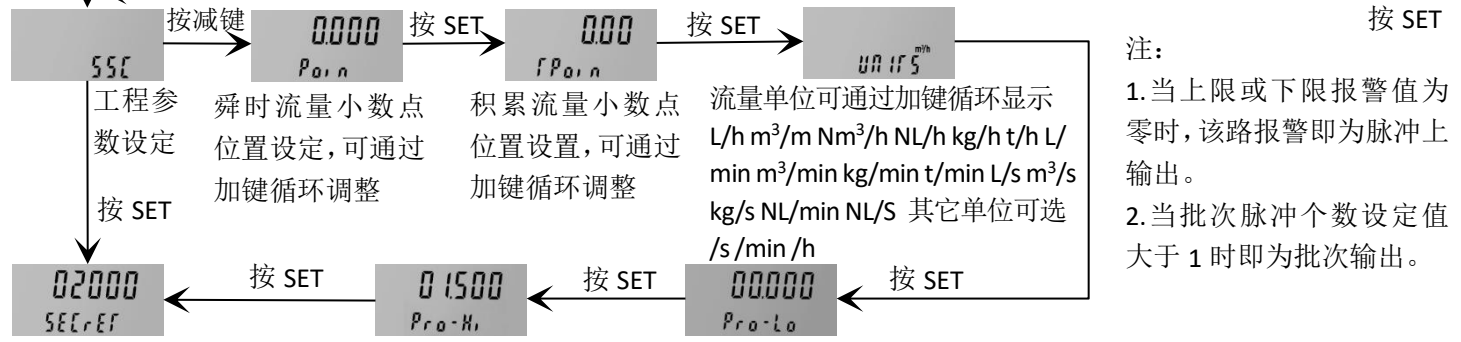 按减键
按 SET
按 SET
按 SET
SSC
0.000
Poin
0.00
TPoin
m³/h
UNITS
注：
工程参
数设定
舜时流量小数点
位置设定，可通过
加键循环调整
积累流量小数点
位置设置，可通过
加键循环调整
流量单位可通过加键循环显示
L/h m³/m Nm³/h NL/h kg/h t/h L/
min m³/min kg/min t/min L/s m³/s
kg/s NL/min NL/S 其它单位可选
/s /min /h
1.当上限或下限报警值为
零时，该路报警即为脉冲上
输出。
2.当批次脉冲个数设定值
大于 1 时即为批次输出。
按 SET
按 SET
按 SET
按 SET
02000
SECrET
01.500
Pro-Hi
00.000
Pro-Lo